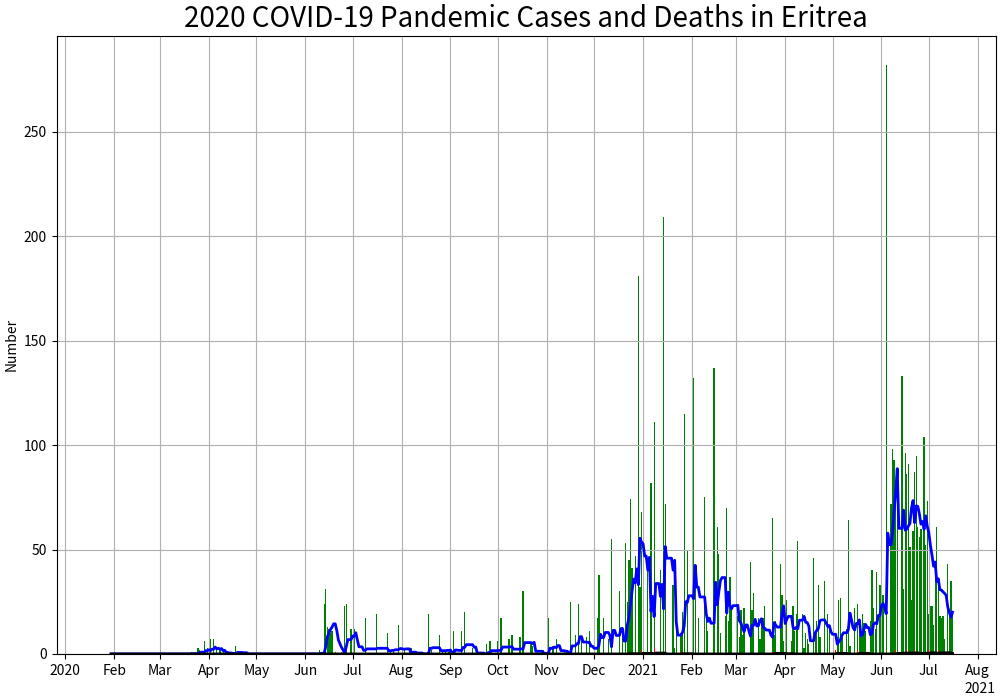 2020 COVID-19 Pandemic Cases and Deaths in Eritrea
Number
250
200
150
100
50
0
2020 Feb Mar Apr May Jun Jul Aug Sep Oct Nov Dec 2021 Feb Mar Apr May Jun Jul Aug
2021